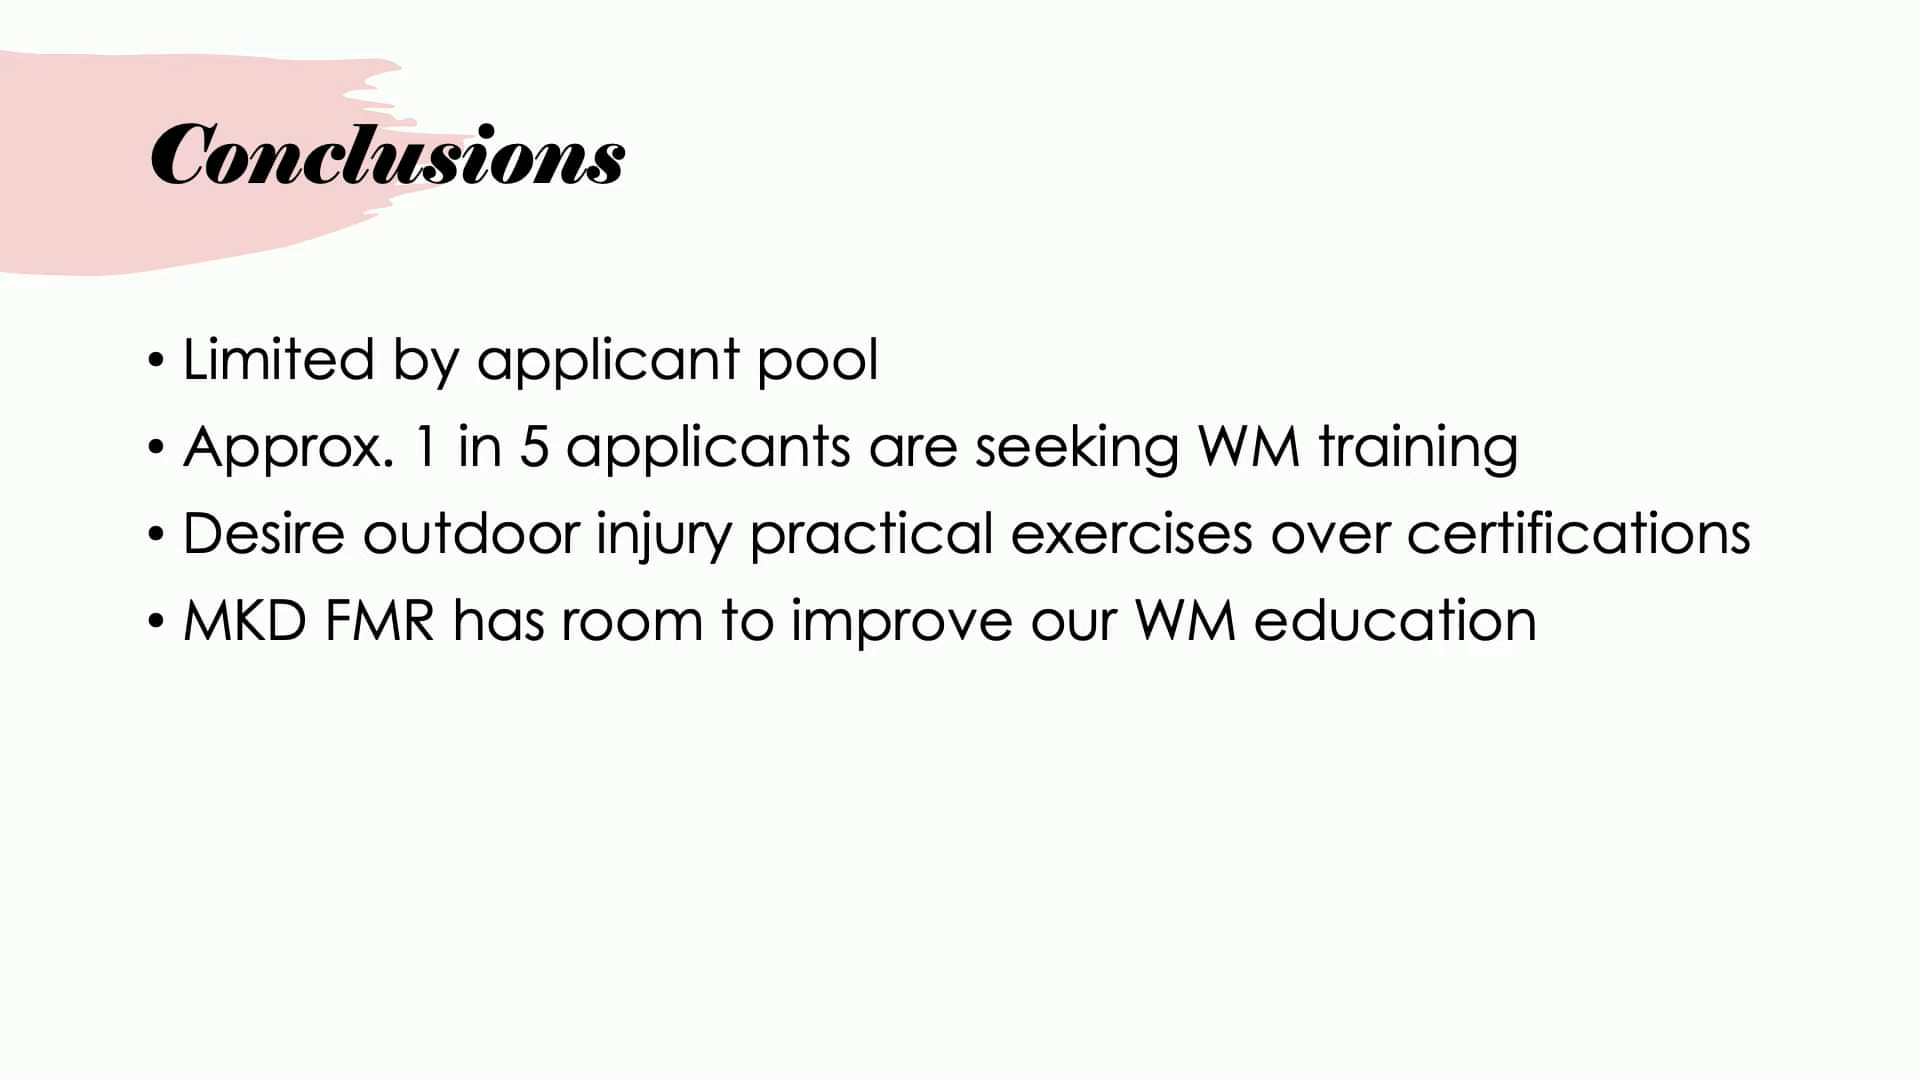 Conclusions
• Limited by applicant pool
• Approx. 1 in 5 applicants are seeking WM training
• Desire outdoor injury practical exercises over certifications
• MKD FMR has room to improve our WM education